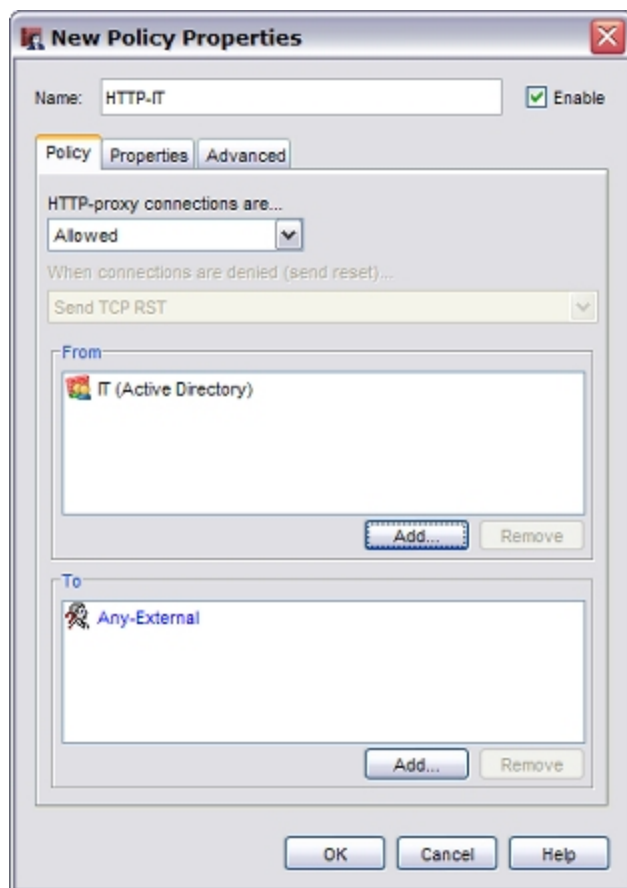 New Policy Properties
Name: HTTP-IT Enable
Policy Properties Advanced
HTTP-proxy connections are...
Allowed
When connections are denied (send reset)...
Send TCP RST
From
IT (Active Directory)
Add... Remove
To
Any-External
Add... Remove
OK Cancel Help